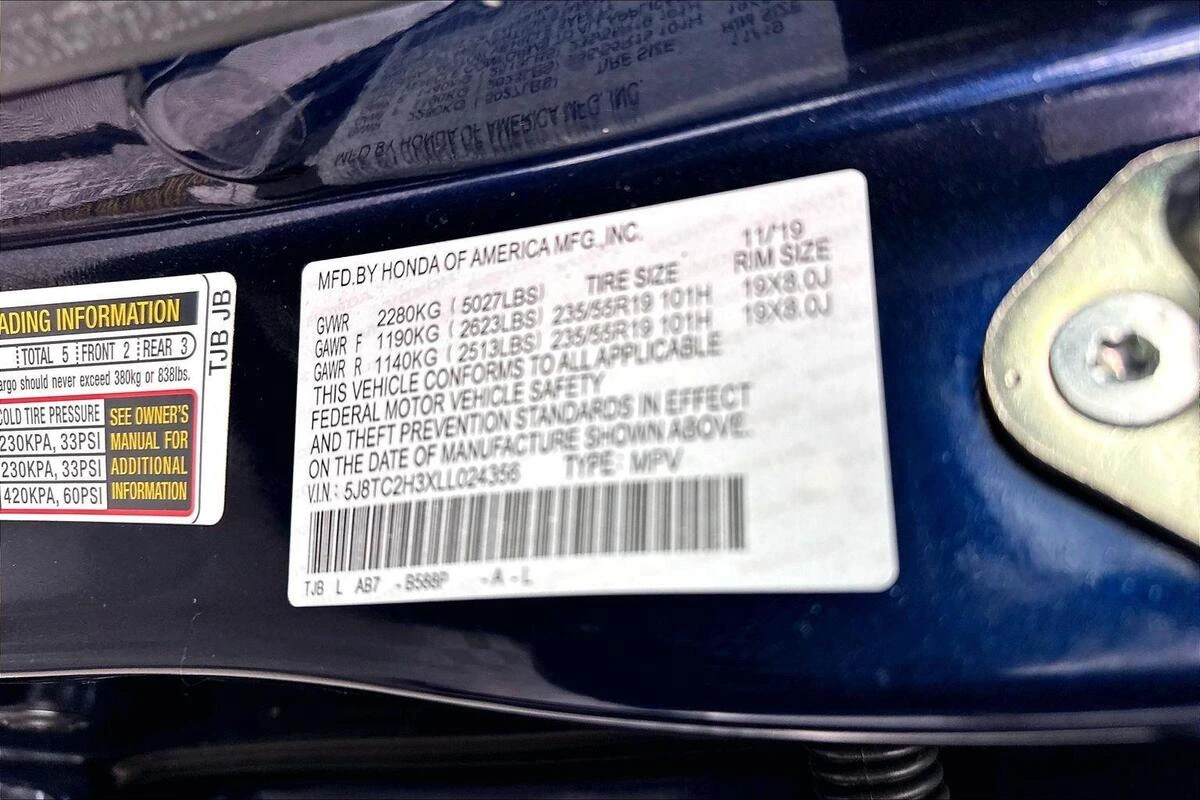 ADING INFORMATION
TOTAL 5 FRONT 2 REAR 3
argo should never exceed 380kg or 838lbs.
COLD TIRE PRESSURE
230KPA, 33PSI
230KPA, 33PSI
420KPA, 60PSI
SEE OWNER'S
MANUAL FOR
ADDITIONAL
INFORMATION
TJB JB
MFD.BY HONDA OF AMERICA MFG.,INC. 11/'19
GVWR 2280KG (5027LBS) TIRE SIZE RIM SIZE
GAWR F 1190KG (2623LBS) 235/55R19 101H 19X8.0J
GAWR R 1140KG (2513LBS) 235/55R19 101H 19X8.0J
THIS VEHICLE CONFORMS TO ALL APPLICABLE
FEDERAL MOTOR VEHICLE SAFETY
AND THEFT PREVENTION STANDARDS IN EFFECT
ON THE DATE OF MANUFACTURE SHOWN ABOVE.
V.I.N.: 5J8TC2H3XLL024356 TYPE: MPV
TJB L AB7 -B588P -A-L